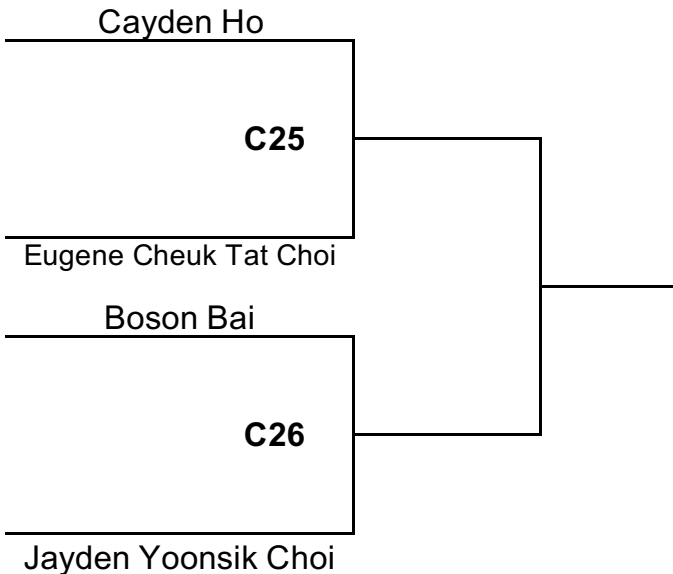 Cayden Ho
C25
Eugene Cheuk Tat Choi
Boson Bai
C26
Jayden Yoonsik Choi